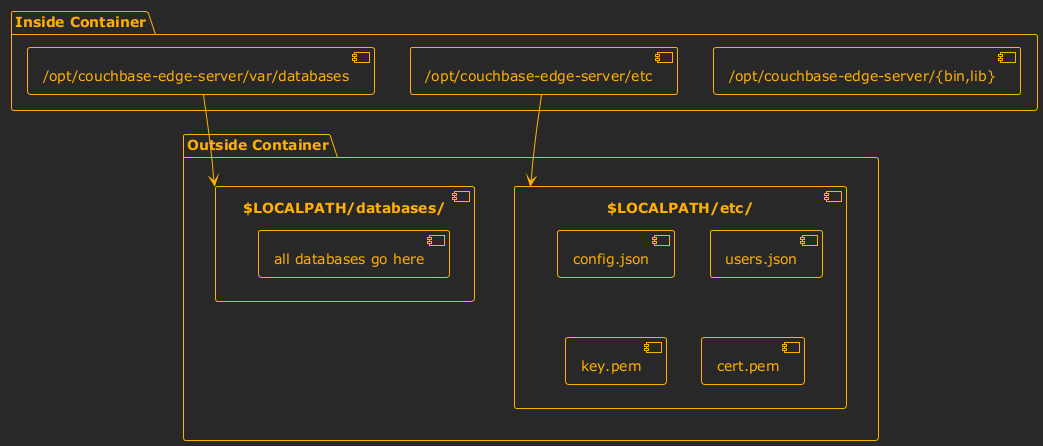 Inside Container
/opt/couchbase-edge-server/var/databases
/opt/couchbase-edge-server/etc
/opt/couchbase-edge-server/{bin,lib}
Outside Container
$LOCALPATH/databases/
all databases go here
$LOCALPATH/etc/
config.json
users.json
key.pem
cert.pem